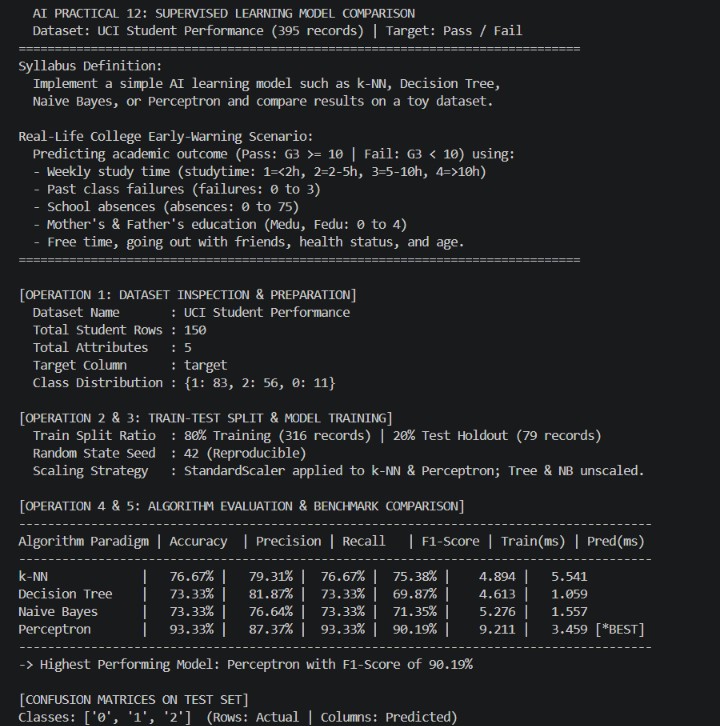 AI PRACTICAL 12: SUPERVISED LEARNING MODEL COMPARISON
Dataset: UCI Student Performance (395 records) | Target: Pass / Fail
================================================================================
Syllabus Definition:
Implement a simple AI learning model such as k-NN, Decision Tree,
Naive Bayes, or Perceptron and compare results on a toy dataset.
Real-Life College Early-Warning Scenario:
Predicting academic outcome (Pass: G3 >= 10 | Fail: G3 < 10) using:
- Weekly study time (studytime: 1=<2h, 2=2-5h, 3=5-10h, 4=>10h)
- Past class failures (failures: 0 to 3)
- School absences (absences: 0 to 75)
- Mother's & Father's education (Medu, Fedu: 0 to 4)
- Free time, going out with friends, health status, and age.
================================================================================
[OPERATION 1: DATASET INSPECTION & PREPARATION]
Dataset Name : UCI Student Performance
Total Student Rows : 150
Total Attributes : 5
Target Column : target
Class Distribution : {1: 83, 2: 56, 0: 11}
[OPERATION 2 & 3: TRAIN-TEST SPLIT & MODEL TRAINING]
Train Split Ratio : 80% Training (316 records) | 20% Test Holdout (79 records)
Random State Seed : 42 (Reproducible)
Scaling Strategy : StandardScaler applied to k-NN & Perceptron; Tree & NB unscaled.
[OPERATION 4 & 5: ALGORITHM EVALUATION & BENCHMARK COMPARISON]
------------------------------------------------------------------------------------------
Algorithm Paradigm | Accuracy | Precision | Recall | F1-Score | Train(ms) | Pred(ms)
------------------------------------------------------------------------------------------
k-NN | 76.67% | 79.31% | 76.67% | 75.38% | 4.894 | 5.541
Decision Tree | 73.33% | 81.87% | 73.33% | 69.87% | 4.613 | 1.059
Naive Bayes | 73.33% | 76.64% | 73.33% | 71.35% | 5.276 | 1.557
Perceptron | 93.33% | 87.37% | 93.33% | 90.19% | 9.211 | 3.459 [*BEST]
------------------------------------------------------------------------------------------
-> Highest Performing Model: Perceptron with F1-Score of 90.19%
[CONFUSION MATRICES ON TEST SET]
Classes: ['0', '1', '2'] (Rows: Actual | Columns: Predicted)